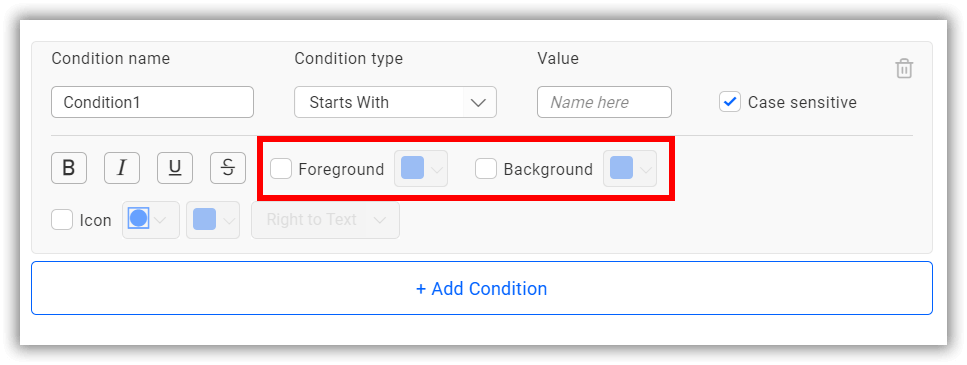 Condition name Condition type Value
Condition1 Starts With Name here Case sensitive
B I U S Foreground Background
Icon Right to Text
+ Add Condition